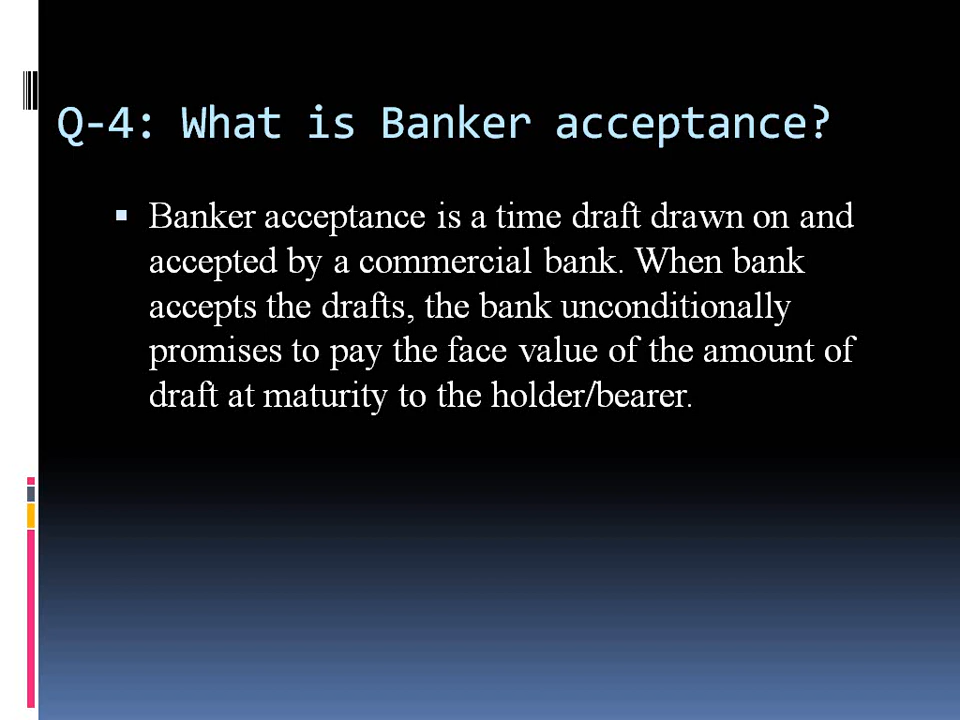 Q-4: What is Banker acceptance?
▪ Banker acceptance is a time draft drawn on and
accepted by a commercial bank. When bank
accepts the drafts, the bank unconditionally
promises to pay the face value of the amount of
draft at maturity to the holder/bearer.